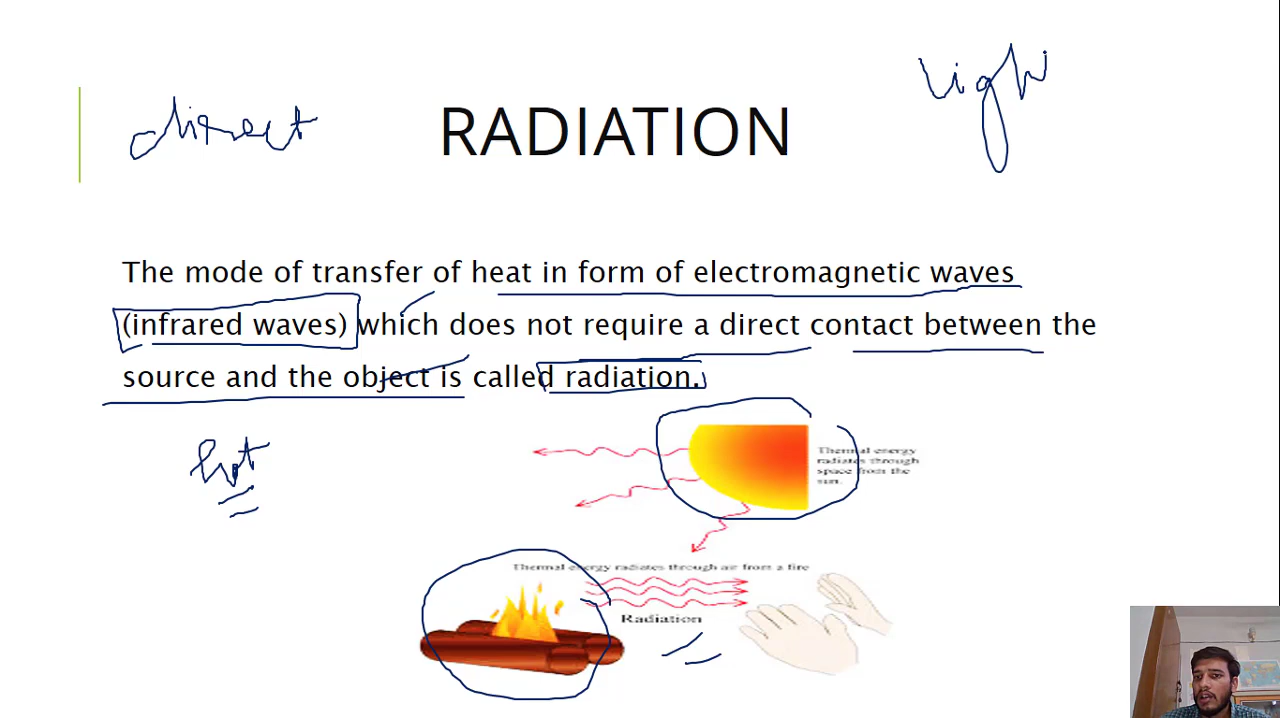 direct
RADIATION
Ligh
The mode of transfer of heat in form of electromagnetic waves
(infrared waves) which does not require a direct contact between the
source and the object is called radiation.
hot
Thermal energy
radiates through
space from the
sun.
Thermal energy radiates through air from a fire
Radiation